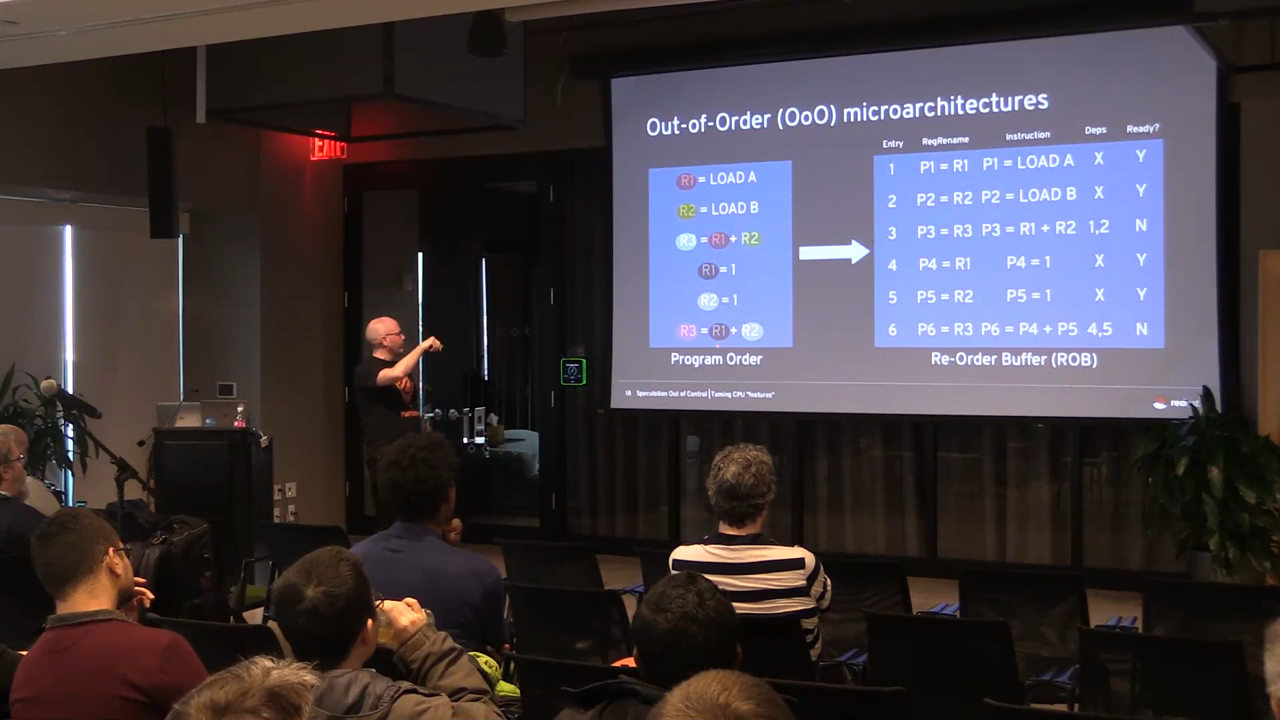 EXIT
Out-of-Order (OoO) microarchitectures
R1 = LOAD A
R2 = LOAD B
R3 = R1 + R2
R1 = 1
R2 = 1
R3 = R1 + R2
Program Order
Entry RegRename Instruction Deps Ready?
1 P1 = R1 P1 = LOAD A X Y
2 P2 = R2 P2 = LOAD B X Y
3 P3 = R3 P3 = R1 + R2 1,2 N
4 P4 = R1 P4 = 1 X Y
5 P5 = R2 P5 = 1 X Y
6 P6 = R3 P6 = P4 + P5 4,5 N
Re-Order Buffer (ROB)
18 Speculation Out of Control | Taming CPU "features"